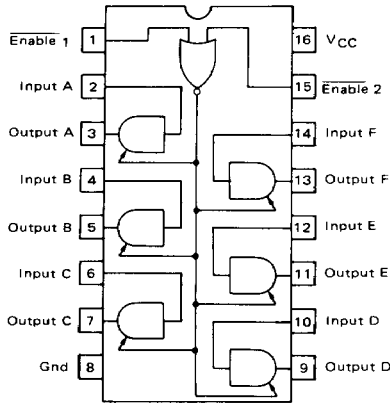 Enable 1 1 16 VCC
Input A 2 15 Enable 2
Output A 3 14 Input F
Input B 4 13 Output F
Output B 5 12 Input E
Input C 6 11 Output E
Output C 7 10 Input D
Gnd 8 9 Output D